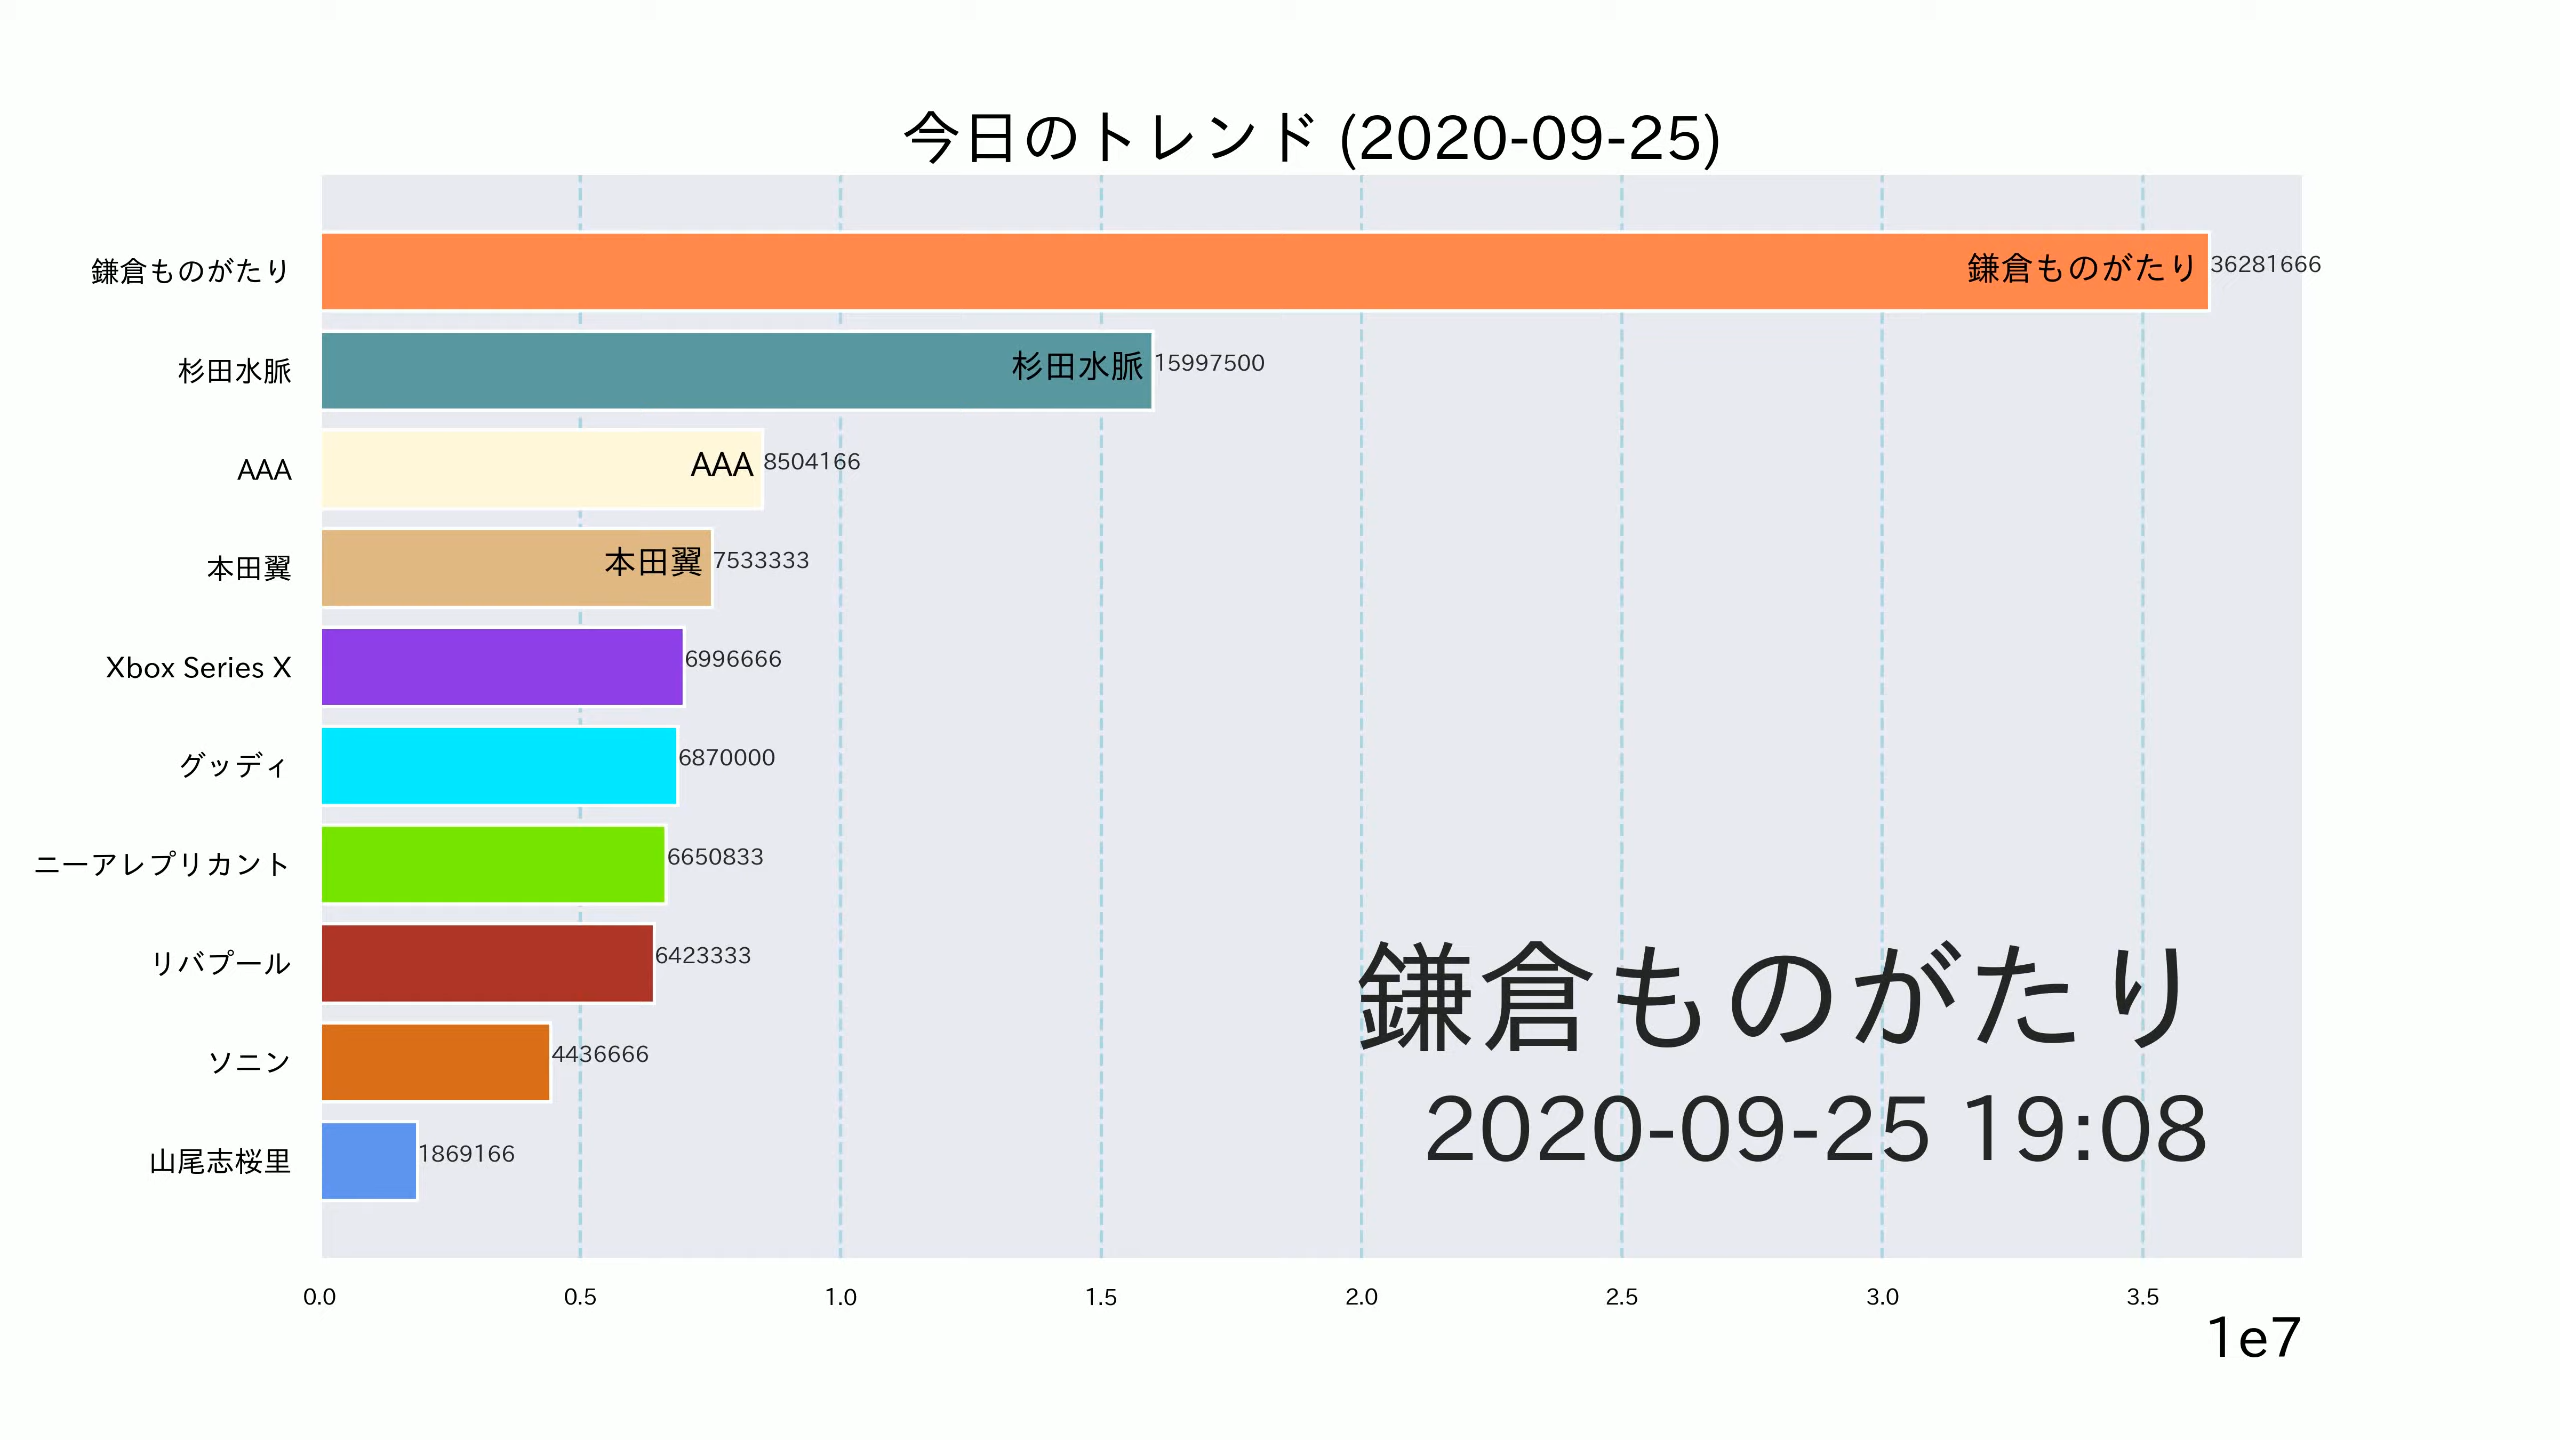 今日のトレンド (2020-09-25)
鎌倉ものがたり 鎌倉ものがたり 36281666
杉田水脈 杉田水脈 15997500
AAA AAA 8504166
本田翼 本田翼 7533333
Xbox Series X 6996666
グッディ 6870000
ニーアレプリカント 6650833
リバプール 6423333
ソニン 4436666
山尾志桜里 1869166
鎌倉ものがたり
2020-09-25 19:08
0.0 0.5 1.0 1.5 2.0 2.5 3.0 3.5
1e7